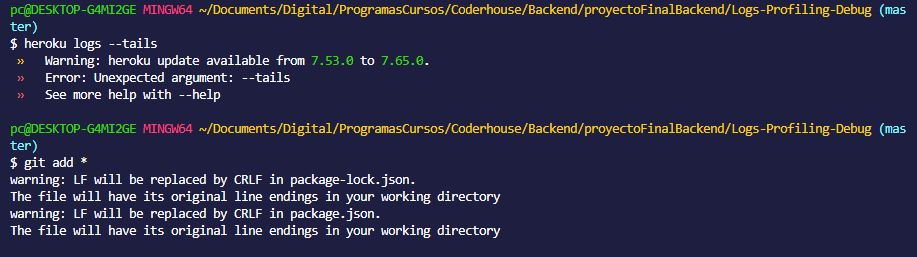 pc@DESKTOP-G4MI2GE MINGW64 ~/Documents/Digital/ProgramasCursos/Coderhouse/Backend/proyectoFinalBackend/Logs-Profiling-Debug (mas
ter)
$ heroku logs --tails
»   Warning: heroku update available from 7.53.0 to 7.65.0.
»   Error: Unexpected argument: --tails
»   See more help with --help
pc@DESKTOP-G4MI2GE MINGW64 ~/Documents/Digital/ProgramasCursos/Coderhouse/Backend/proyectoFinalBackend/Logs-Profiling-Debug (mas
ter)
$ git add *
warning: LF will be replaced by CRLF in package-lock.json.
The file will have its original line endings in your working directory
warning: LF will be replaced by CRLF in package.json.
The file will have its original line endings in your working directory